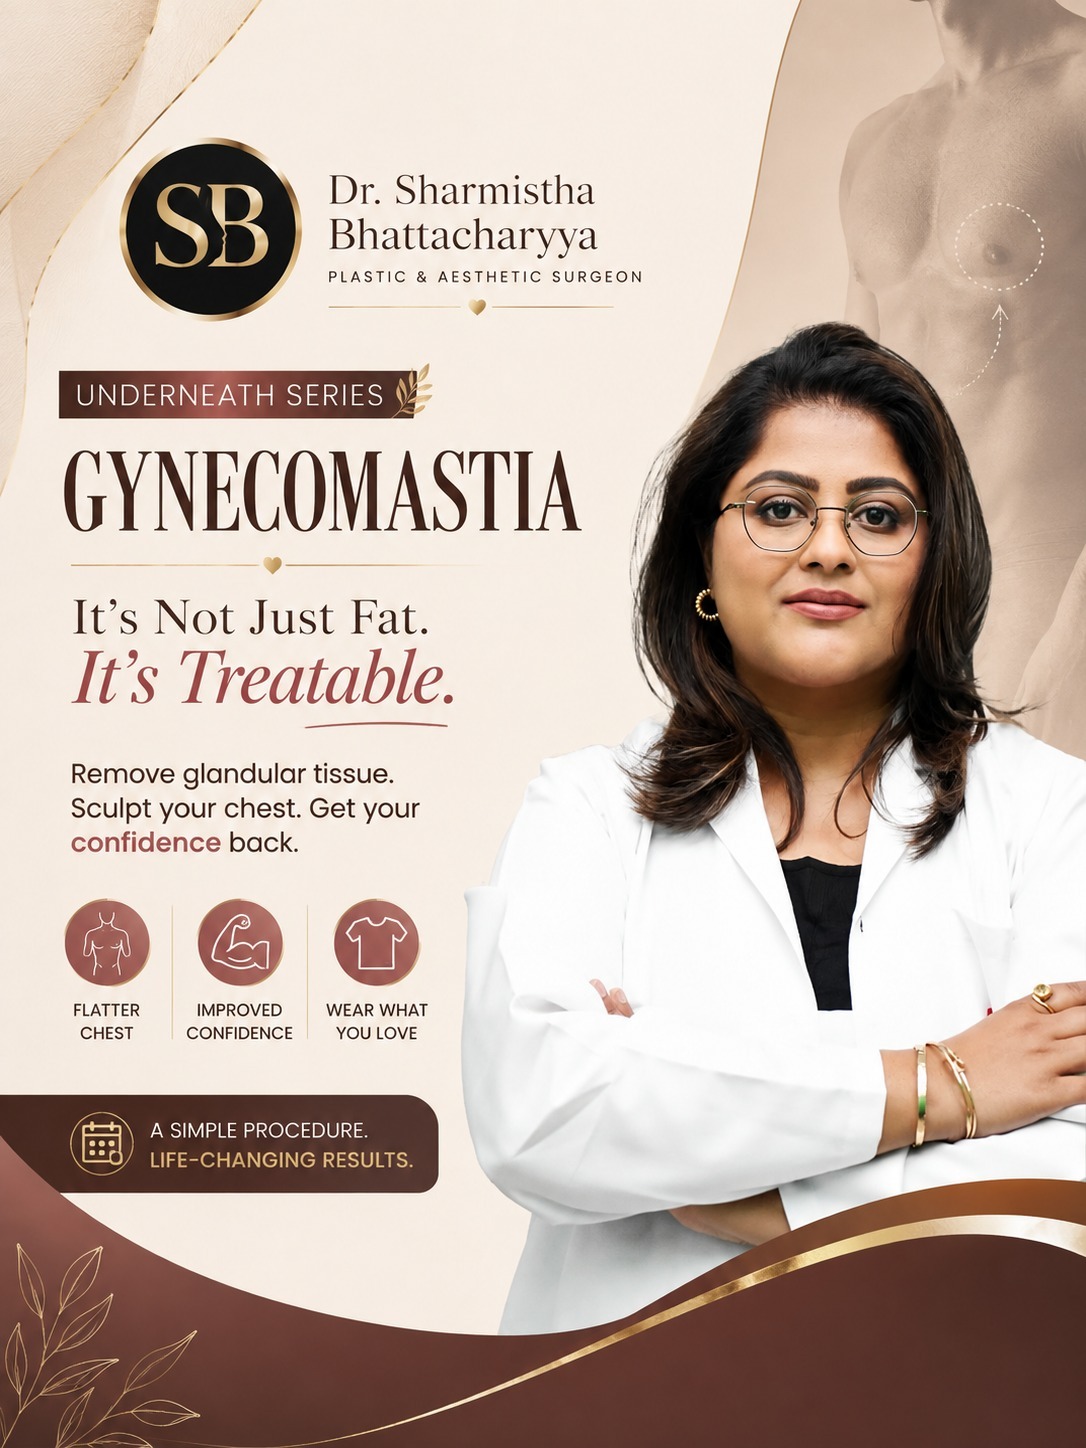 SB
Dr. Sharmistha
Bhattacharyya
PLASTIC & AESTHETIC SURGEON
UNDERNEATH SERIES
GYNECOMASTIA
It's Not Just Fat.
It's Treatable.
Remove glandular tissue.
Sculpt your chest. Get your
confidence back.
FLATTER
CHEST
IMPROVED
CONFIDENCE
WEAR WHAT
YOU LOVE
A SIMPLE PROCEDURE.
LIFE-CHANGING RESULTS.